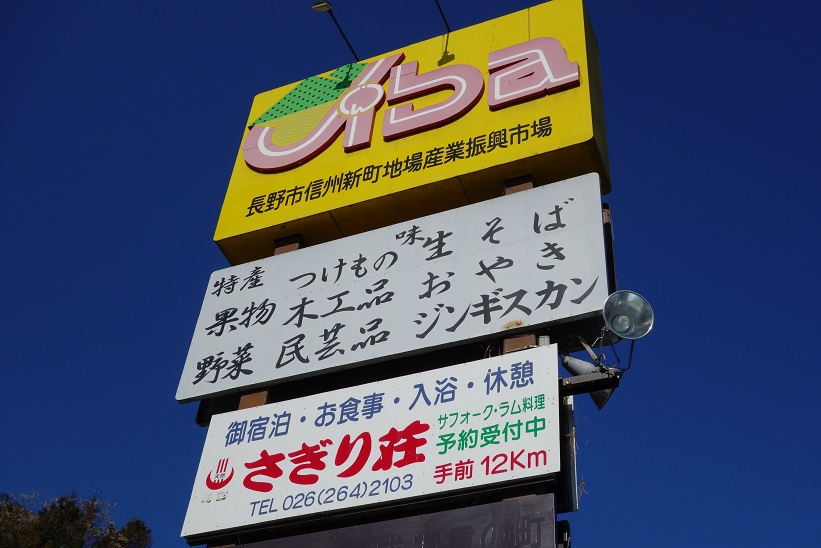 Jiba
長野市信州新町地場産業振興市場
特産 つけもの 味 生そば
果物 木工品 おやき
野菜 民芸品 ジンギスカン
御宿泊・お食事・入浴・休憩
サフォーク・ラム料理
さぎり荘 予約受付中
TEL 026(264)2103 手前 12Km